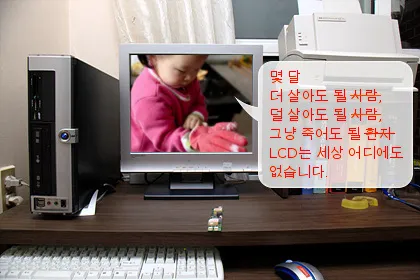 몇 달
더 살아도 될 사람,
덜 살아도 될 사람,
그냥 죽어도 될 환자
LCD는 세상 어디에도
없습니다.